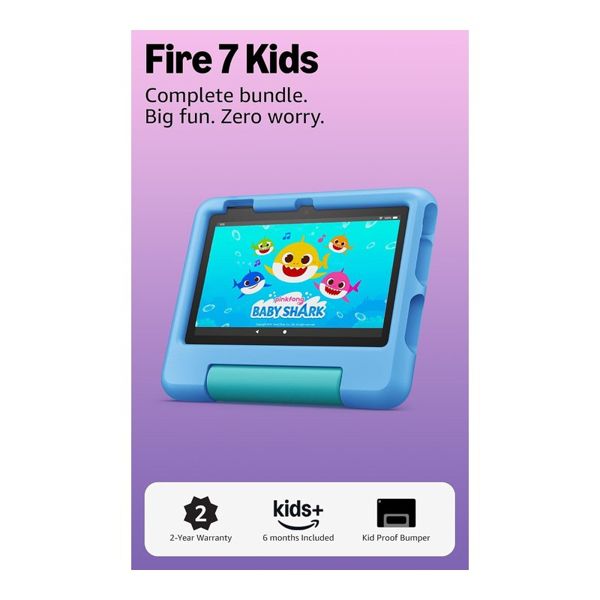 Fire 7 Kids
Complete bundle.
Big fun. Zero worry.
pinkfong
BABY SHARK
2
2-Year Warranty
kids+
6 months Included
Kid Proof Bumper